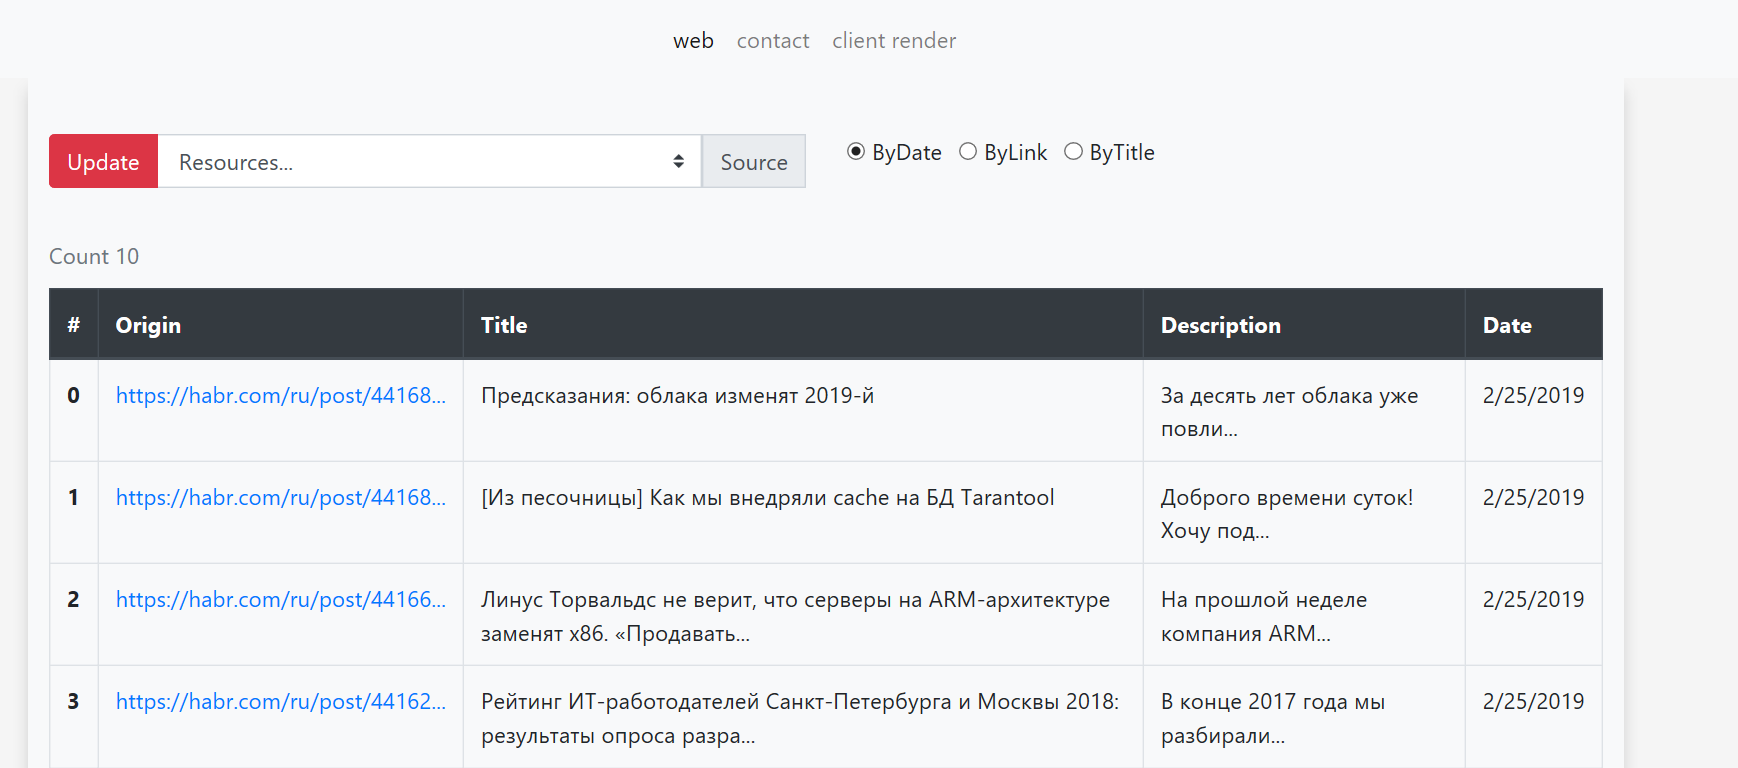 web contact client render
Update Resources... Source ByDate ByLink ByTitle
Count 10
# Origin Title Description Date
0 https://habr.com/ru/post/44168... Предсказания: облака изменят 2019-й За десять лет облака уже 2/25/2019
повли...
1 https://habr.com/ru/post/44168... [Из песочницы] Как мы внедряли cache на БД Tarantool Доброго времени суток! 2/25/2019
Хочу под...
2 https://habr.com/ru/post/44166... Линус Торвальдс не верит, что серверы на ARM-архитектуре На прошлой неделе 2/25/2019
заменят x86. «Продавать... компания ARM...
3 https://habr.com/ru/post/44162... Рейтинг ИТ-работодателей Санкт-Петербурга и Москвы 2018: В конце 2017 года мы 2/25/2019
результаты опроса разра... разбирали...